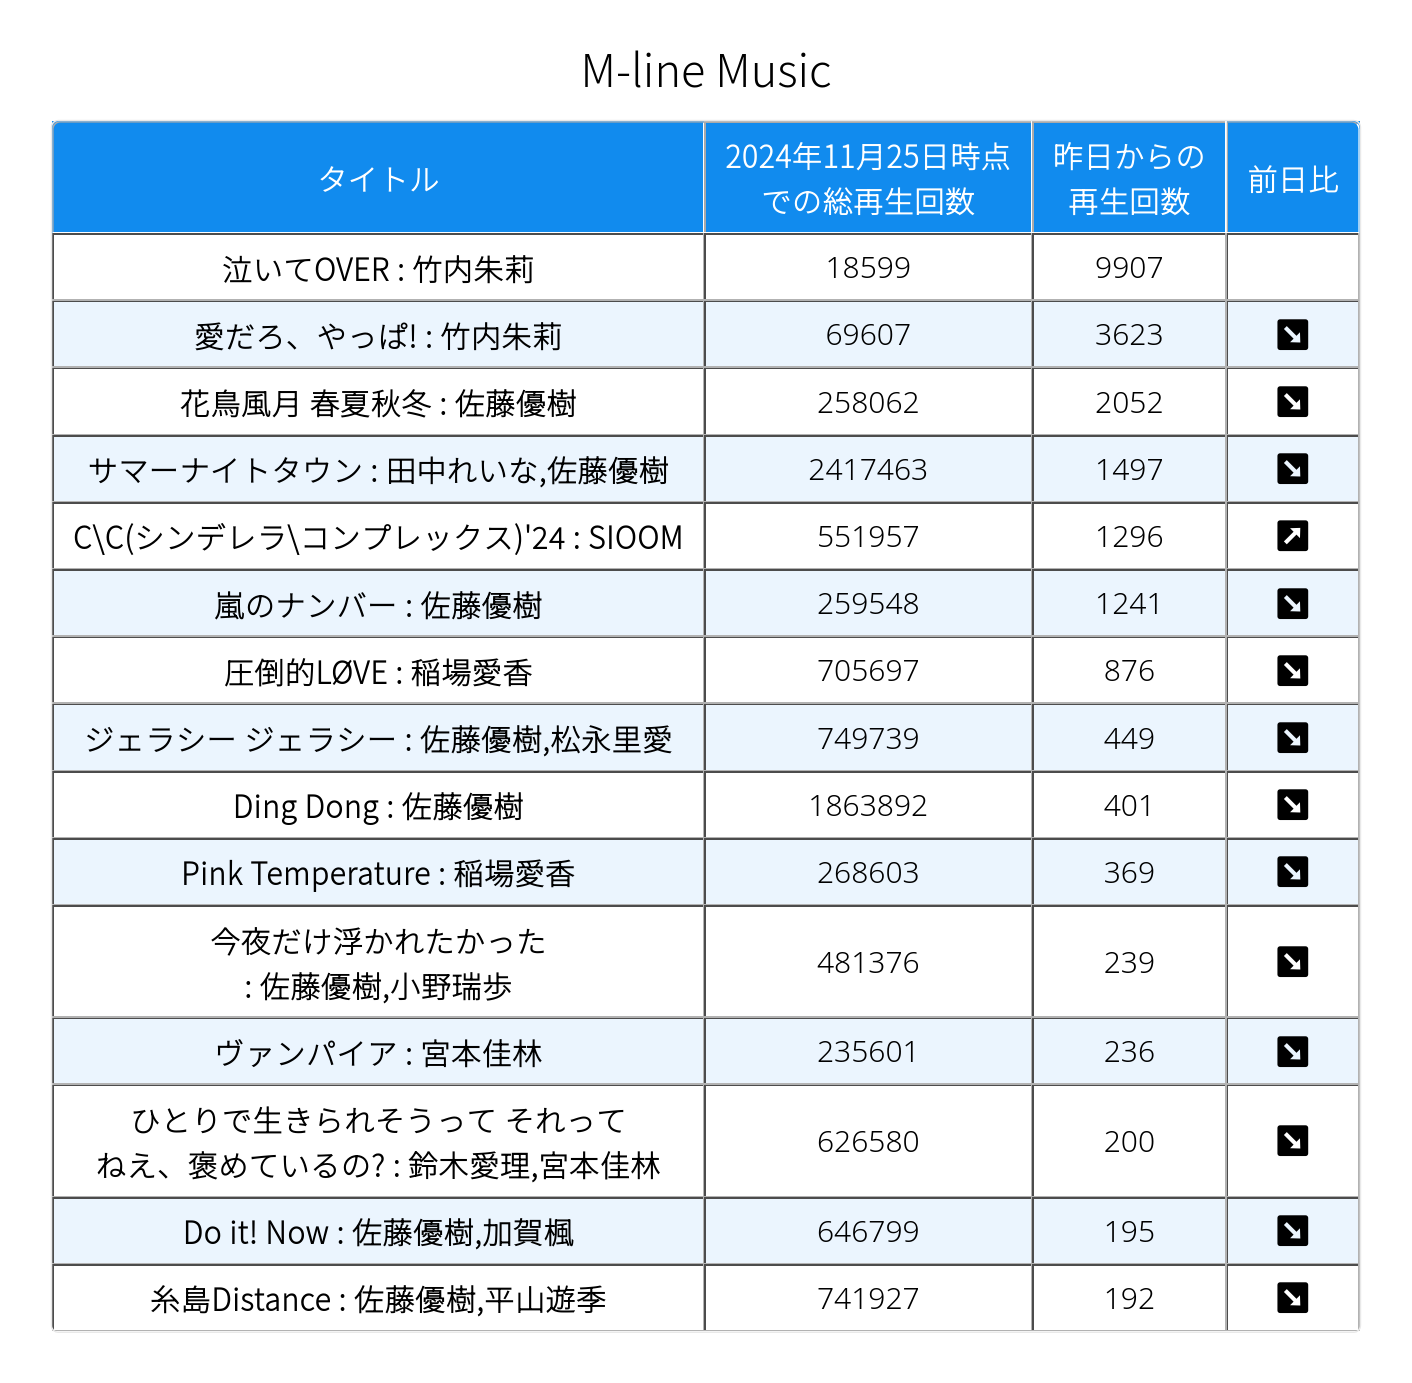 M-line Music
タイトル
2024年11月25日時点
での総再生回数
昨日からの
再生回数
前日比
泣いてOVER : 竹内朱莉 18599 9907
愛だろ、やっぱ! : 竹内朱莉 69607 3623
花鳥風月 春夏秋冬 : 佐藤優樹 258062 2052
サマーナイトタウン : 田中れいな,佐藤優樹 2417463 1497
C\C(シンデレラ\コンプレックス)'24 : SIOOM 551957 1296
嵐のナンバー : 佐藤優樹 259548 1241
圧倒的LØVE : 稲場愛香 705697 876
ジェラシー ジェラシー : 佐藤優樹,松永里愛 749739 449
Ding Dong : 佐藤優樹 1863892 401
Pink Temperature : 稲場愛香 268603 369
今夜だけ浮かれたかった
: 佐藤優樹,小野瑞歩 481376 239
ヴァンパイア : 宮本佳林 235601 236
ひとりで生きられそうって それって
ねえ、褒めているの? : 鈴木愛理,宮本佳林 626580 200
Do it! Now : 佐藤優樹,加賀楓 646799 195
糸島Distance : 佐藤優樹,平山遊季 741927 192